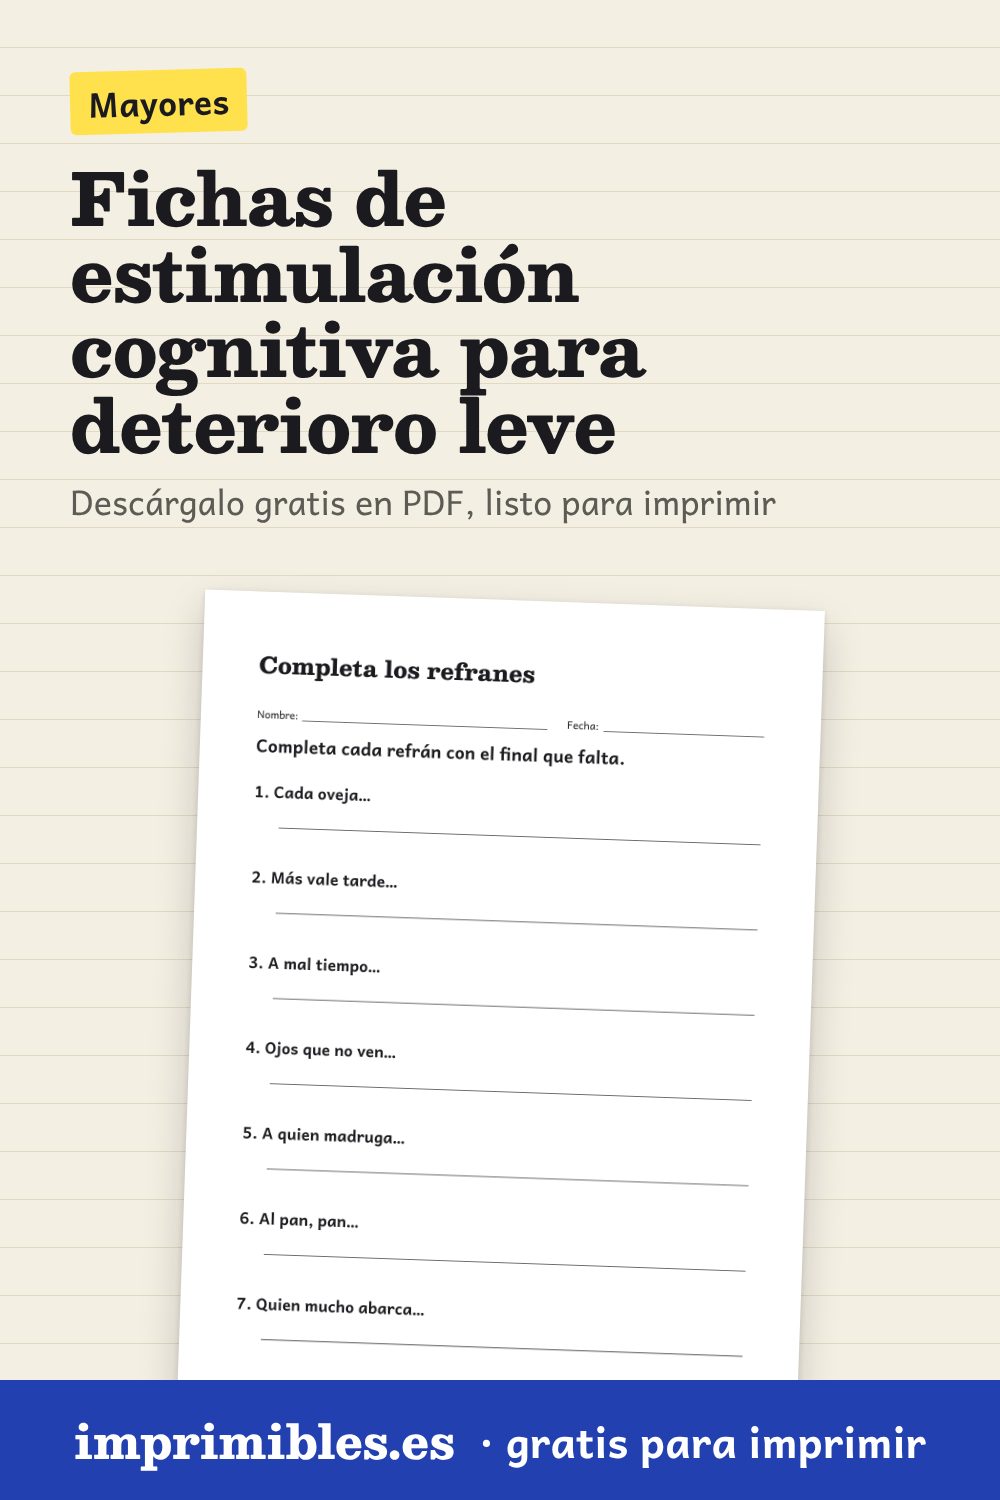 Mayores
Fichas de
estimulación
cognitiva para
deterioro leve
Descárgalo gratis en PDF, listo para imprimir
Completa los refranes
Nombre: Fecha:
Completa cada refrán con el final que falta.
1. Cada oveja...
2. Más vale tarde...
3. A mal tiempo...
4. Ojos que no ven...
5. A quien madruga...
6. Al pan, pan...
7. Quien mucho abarca...
imprimibles.es · gratis para imprimir